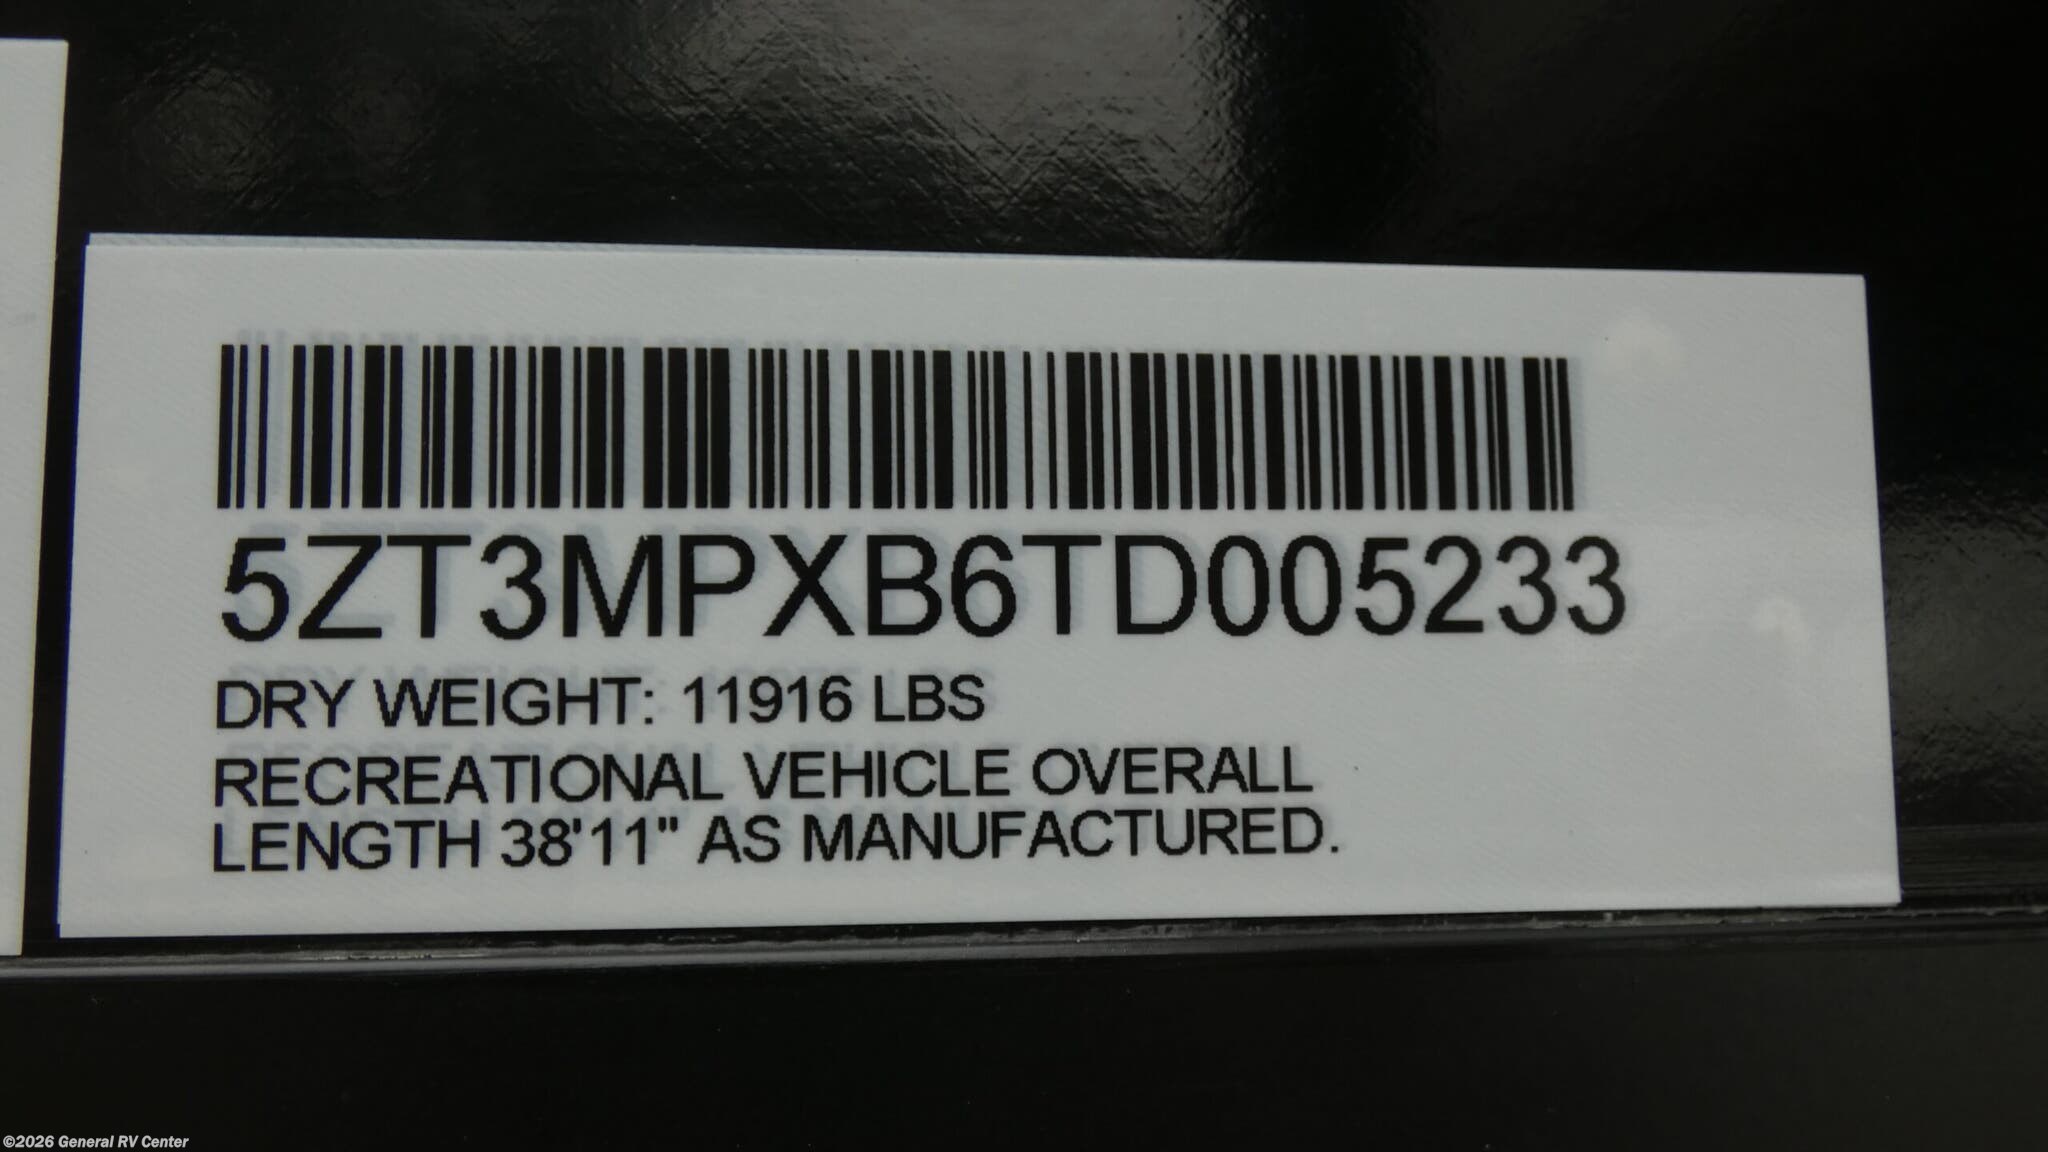 5ZT3MPXB6TD005233
DRY WEIGHT: 11916 LBS
RECREATIONAL VEHICLE OVERALL
LENGTH 38'11" AS MANUFACTURED.
©2026 General RV Center